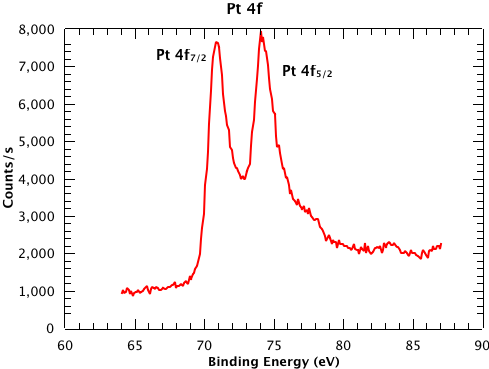 Pt 4f
8,000
7,000
6,000
5,000
4,000
3,000
2,000
1,000
0
Counts/s
Pt 4f7/2
Pt 4f5/2
60 65 70 75 80 85 90
Binding Energy (eV)